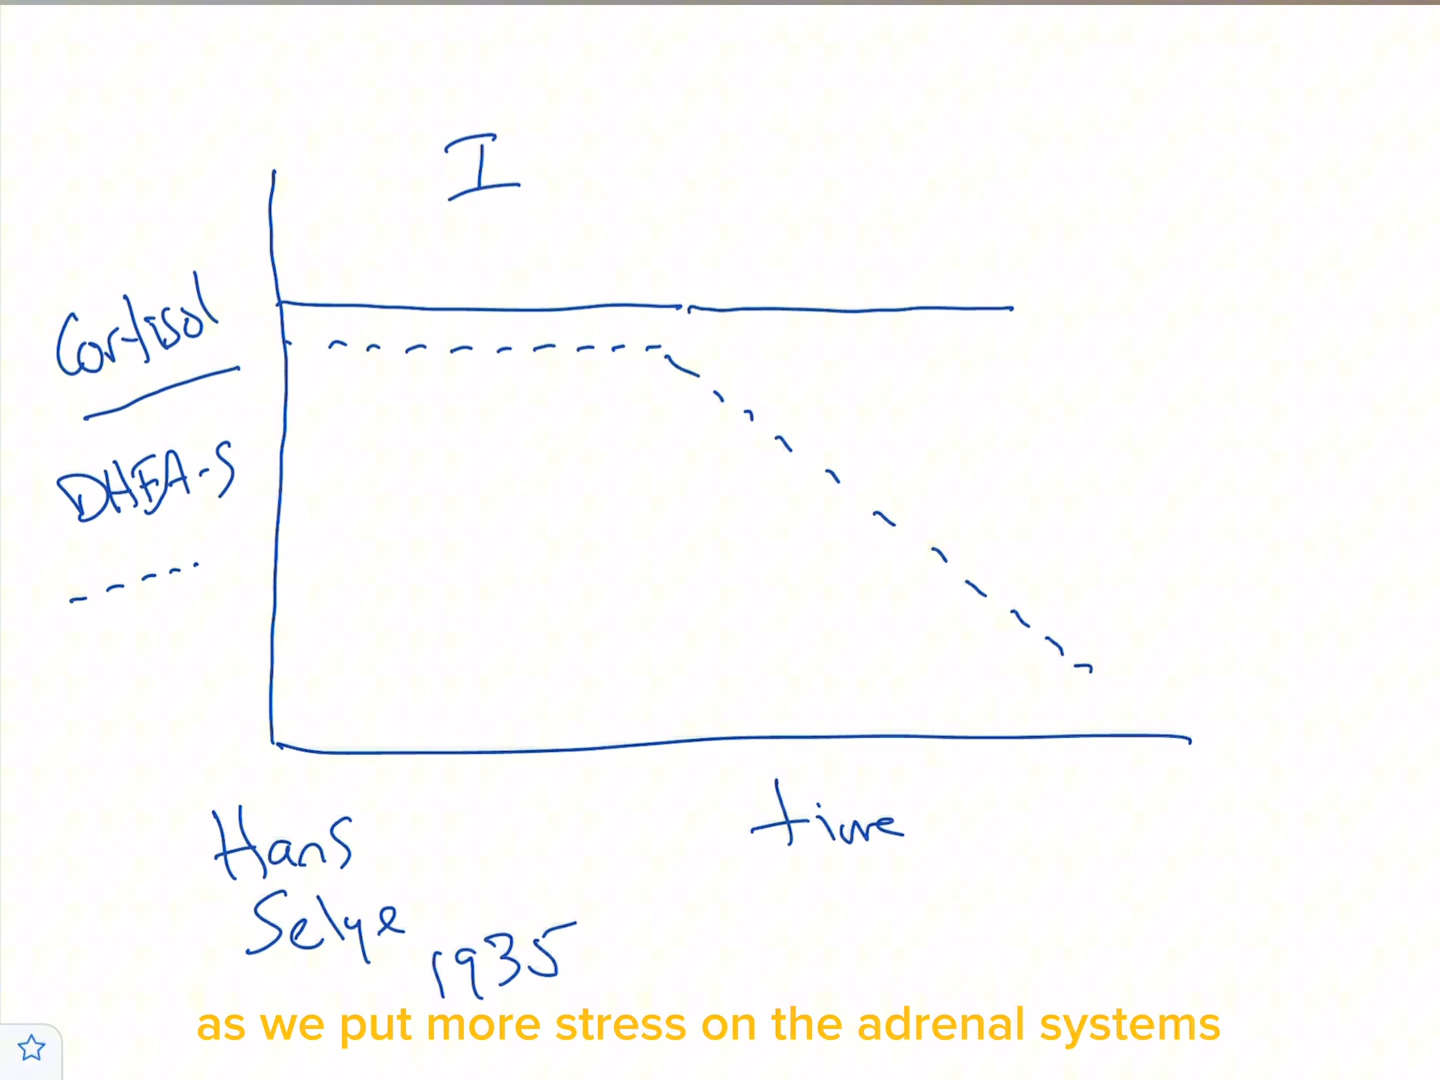 I
Cortisol
DHEA-S
time
Hans
Selye
1935
as we put more stress on the adrenal systems